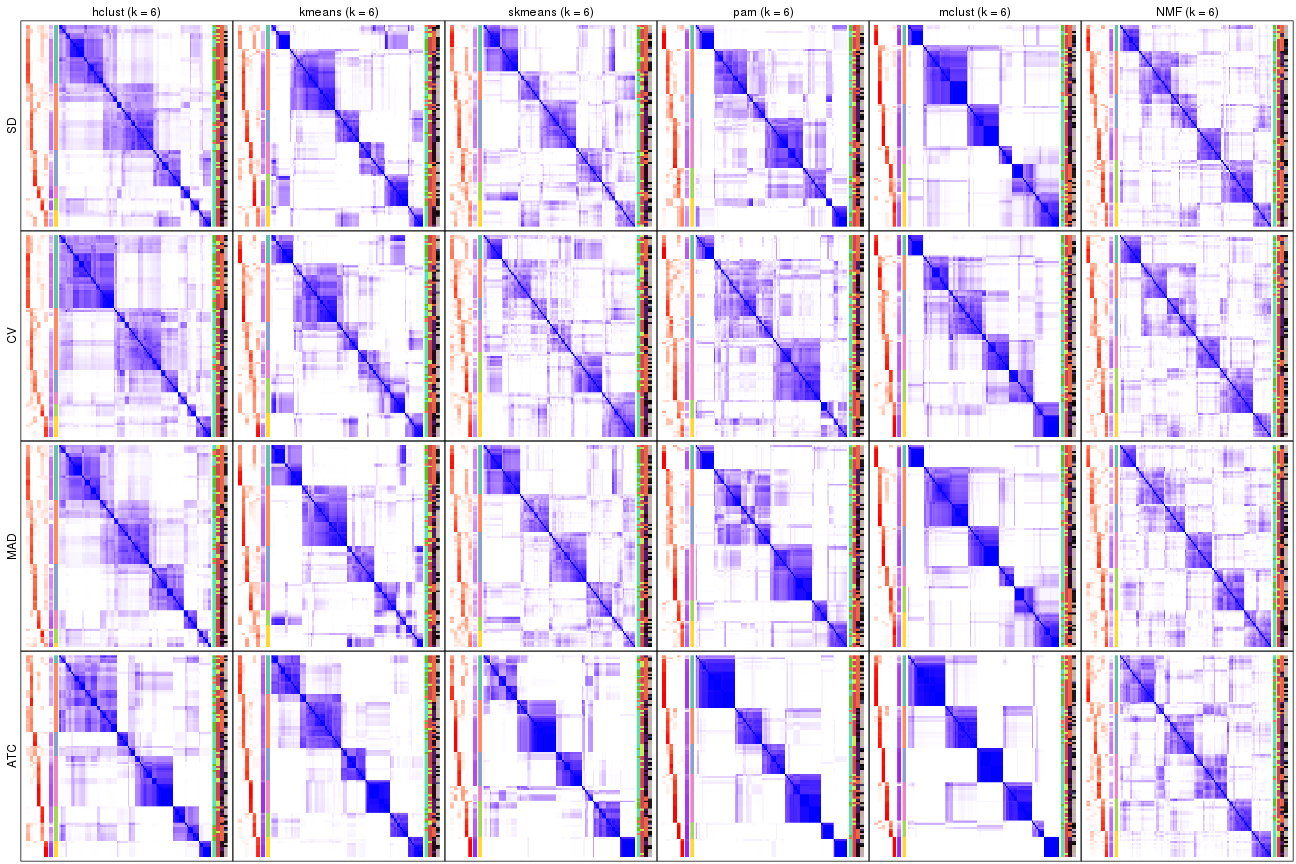 hclust (k = 6) kmeans (k = 6) skmeans (k = 6) pam (k = 6) mclust (k = 6) NMF (k = 6)
SD
CV
MAD
ATC